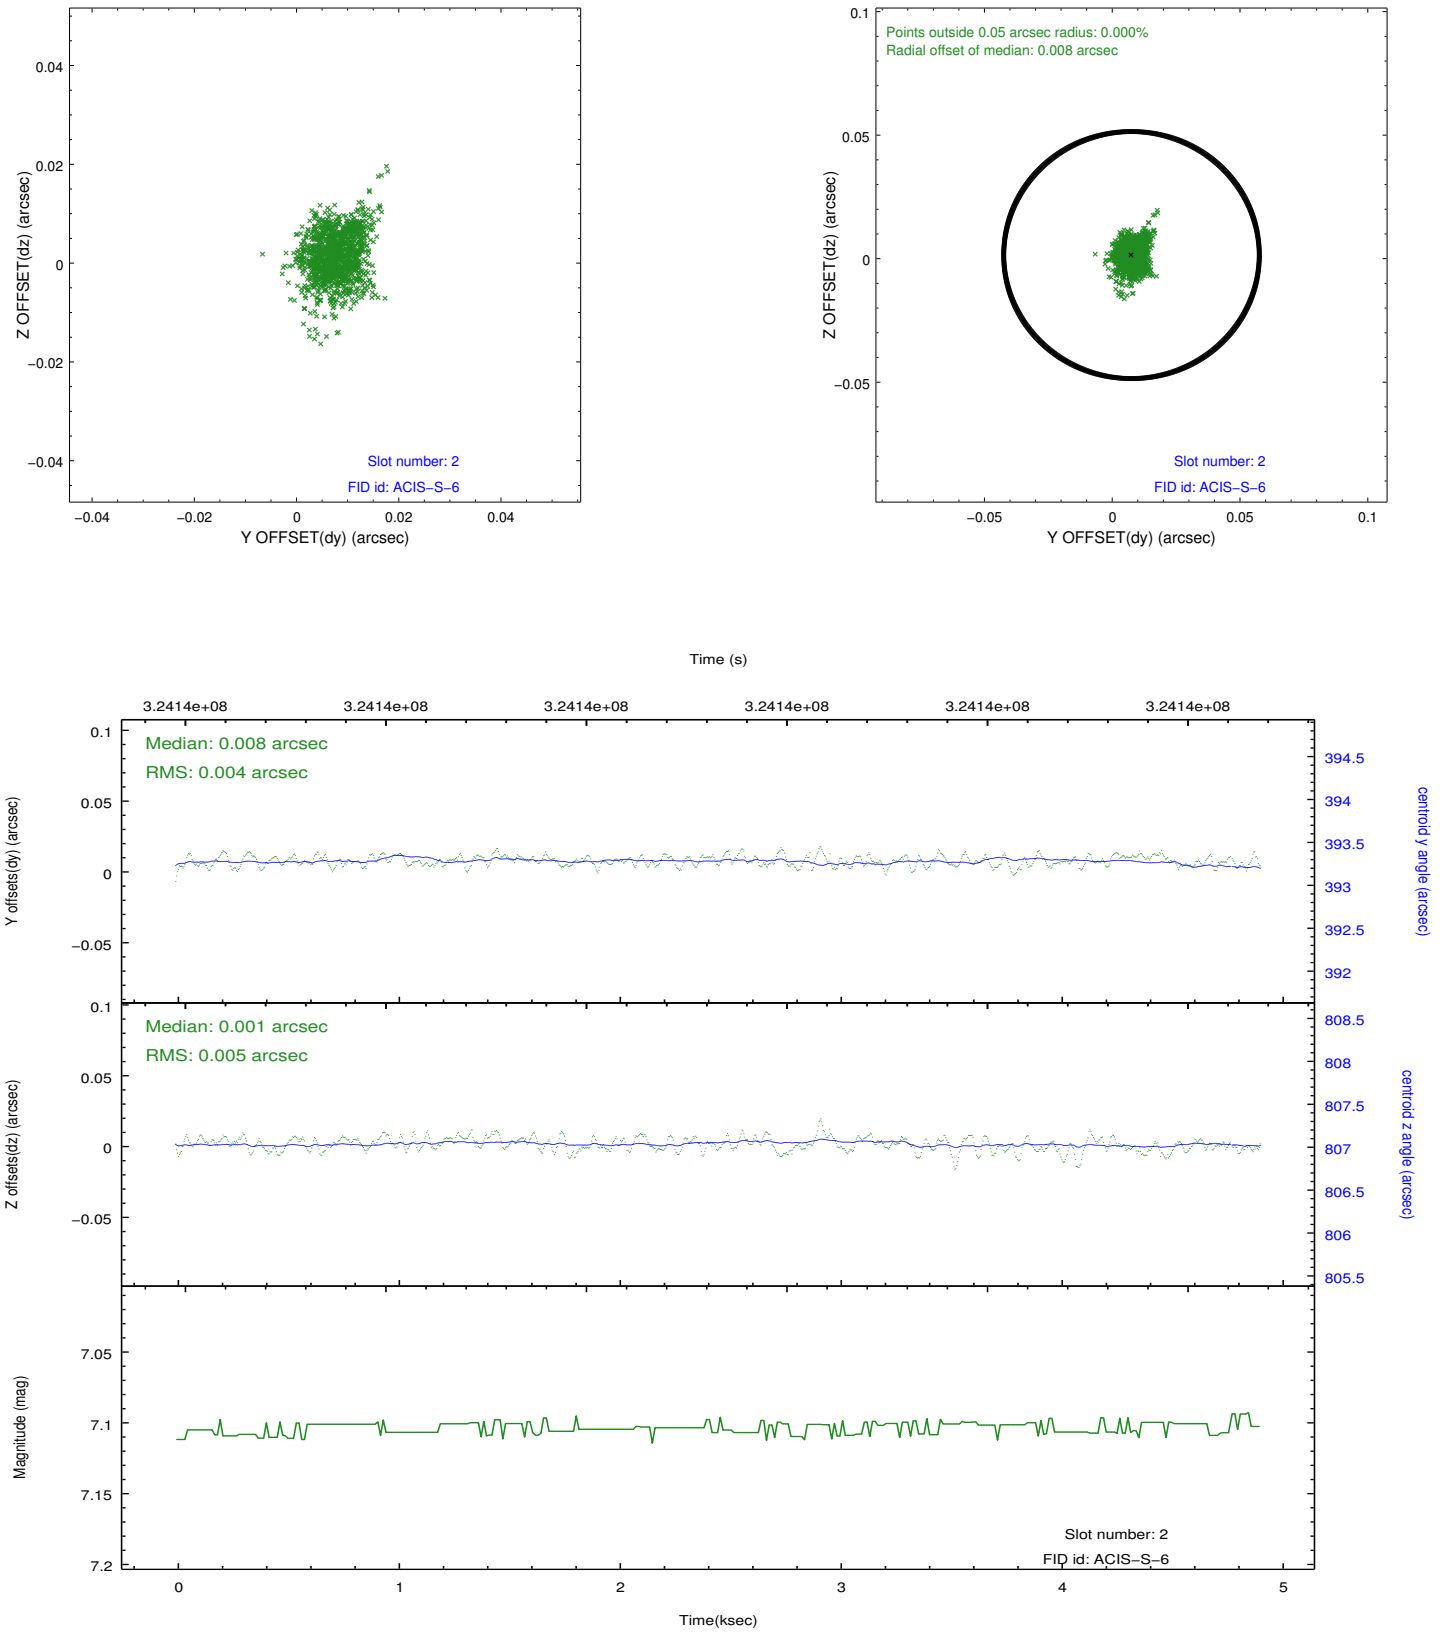 0.04
0.02
0
−0.02
−0.04
Z OFFSET(dz) (arcsec)
Slot number: 2
FID id: ACIS−S−6
−0.04
−0.02
0
0.02
0.04
Y OFFSET(dy) (arcsec)
0.1
0.05
0
−0.05
Z OFFSET(dz) (arcsec)
Points outside 0.05 arcsec radius: 0.000%
Radial offset of median: 0.008 arcsec
Slot number: 2
FID id: ACIS−S−6
−0.05
0
0.05
0.1
Y OFFSET(dy) (arcsec)
Time (s)
3.2414e+08
3.2414e+08
3.2414e+08
3.2414e+08
3.2414e+08
3.2414e+08
0.1
0.05
0
−0.05
Y offsets(dy) (arcsec)
Median: 0.008 arcsec
RMS: 0.004 arcsec
394.5
394
393.5
393
392.5
392
centroid y angle (arcsec)
0.1
0.05
0
−0.05
Z offsets(dz) (arcsec)
Median: 0.001 arcsec
RMS: 0.005 arcsec
808.5
808
807.5
807
806.5
806
805.5
centroid z angle (arcsec)
7.05
7.1
7.15
7.2
Magnitude (mag)
Slot number: 2
FID id: ACIS−S−6
0
1
2
3
4
5
Time(ksec)